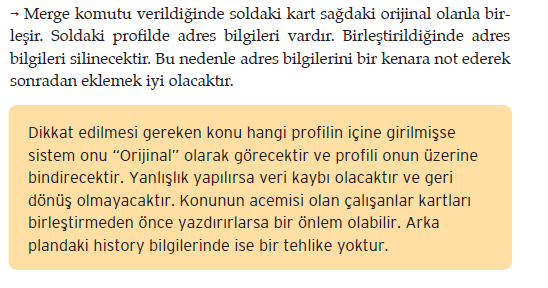 → Merge komutu verildiğinde soldaki kart sağdaki orijinal olanla bir-
leşir. Soldaki profilde adres bilgileri vardır. Birleştirildiğinde adres
bilgileri silinecektir. Bu nedenle adres bilgilerini bir kenara not ederek
sonradan eklemek iyi olacaktır.
Dikkat edilmesi gereken konu hangi profilin içine girilmişse
sistem onu “Orijinal” olarak görecektir ve profili onun üzerine
bindirecektir. Yanlışlık yapılırsa veri kaybı olacaktır ve geri
dönüş olmayacaktır. Konunun acemisi olan çalışanlar kartları
birleştirmeden önce yazdırırlarsa bir önlem olabilir. Arka
plandaki history bilgilerinde ise bir tehlike yoktur.